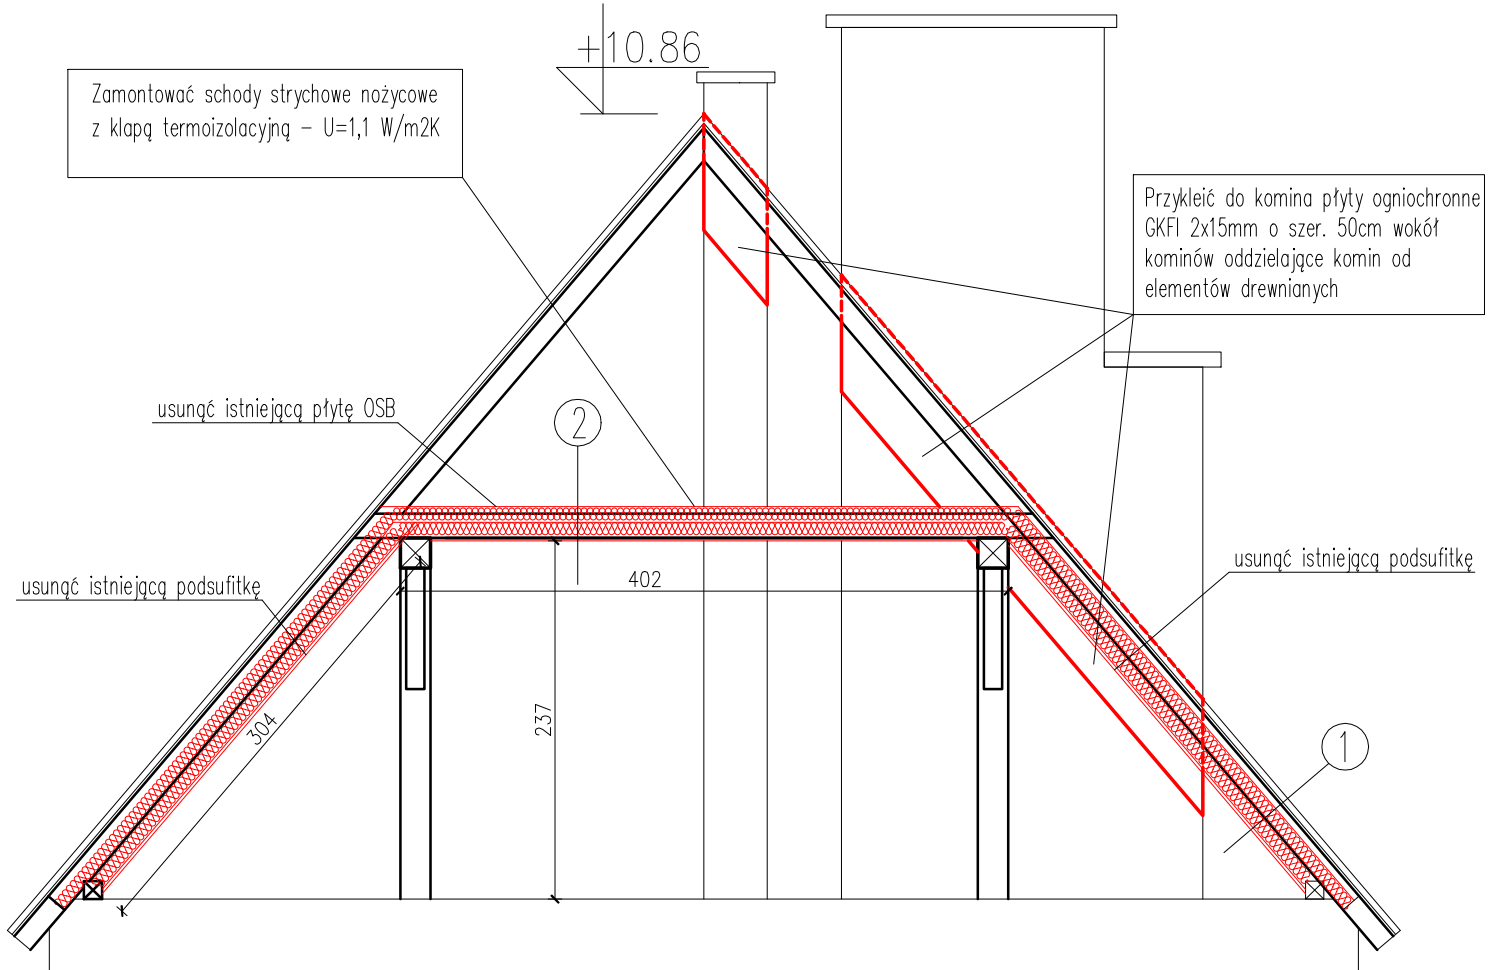 +10.86
Zamontować schody strychowe nożycowe
z klapą termoizolacyjną - U=1,1 W/m2K
Przykleić do komina płyty ogniochronne
GKFI 2x15mm o szer. 50cm wokół
kominów oddzielające komin od
elementów drewnianych
usunąć istniejącą płytę OSB
2
usunąć istniejącą podsufitkę
402
usunąć istniejącą podsufitkę
304
237
1